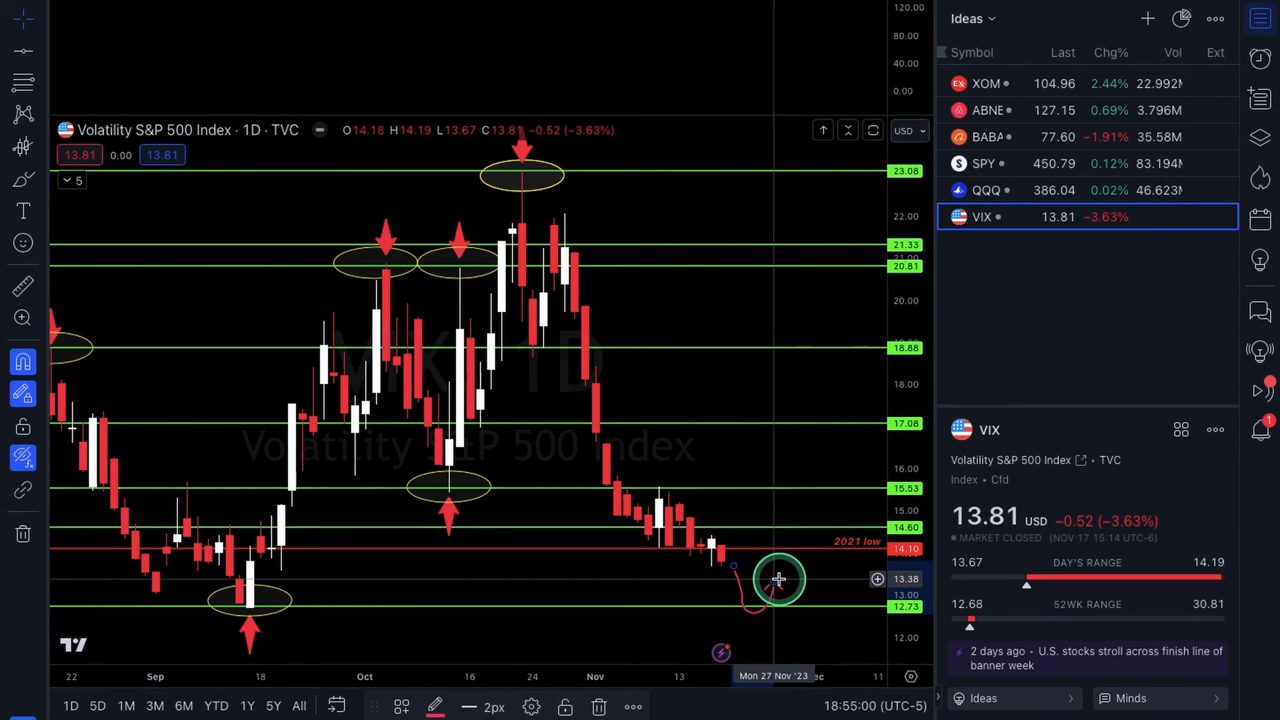 120.00
80.00
40.00
0.00
Volatility S&P 500 Index · 1D · TVC
O14.18 H14.19 L13.67 C13.81 −0.52 (−3.63%)
USD
13.81 0.00 13.81
5
23.08
22.00
21.33
20.81
20.00
18.88
18.00
17.08
16.00
15.53
15.00
14.60
2021 low 14.10
13.38
13.00
12.73
12.00
VIX 1D
Volatility S&P 500 Index
22 Sep 18 Oct 16 24 Nov 13 Mon 27 Nov '23 11
1D 5D 1M 3M 6M YTD 1Y 5Y All
2px
18:55:00 (UTC-5)
Ideas
Symbol Last Chg% Vol Ext
XOM 104.96 2.44% 22.992M
ABNB 127.15 0.69% 3.796M
BABA 77.60 −1.91% 35.58M
SPY 450.79 0.12% 83.194M
QQQ 386.04 0.02% 46.623M
VIX 13.81 −3.63%
VIX
Volatility S&P 500 Index · TVC
Index · Cfd
13.81 USD −0.52 (−3.63%)
MARKET CLOSED (NOV 17 15:14 UTC-6)
13.67 DAY'S RANGE 14.19
12.68 52WK RANGE 30.81
2 days ago · U.S. stocks stroll across finish line of
banner week
Ideas
Minds
1